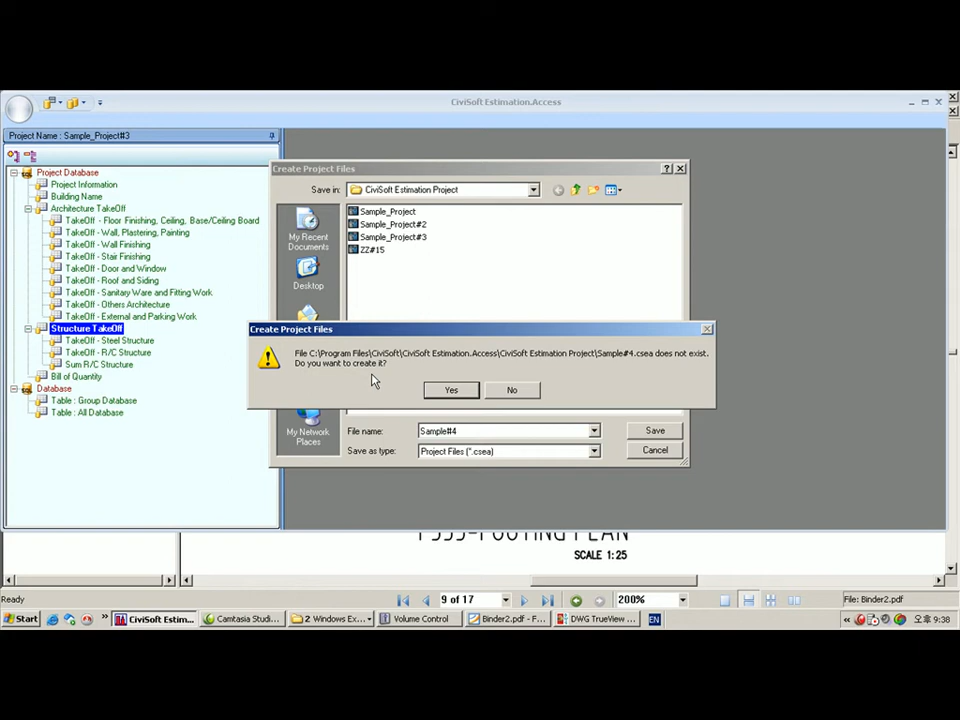 CiviSoft Estimation.Access
Project Name : Sample_Project#3
Project Database
Project Information
Building Name
Architecture TakeOff
TakeOff - Floor Finishing, Ceiling, Base/Ceiling Board
TakeOff - Wall, Plastering, Painting
TakeOff - Wall Finishing
TakeOff - Stair Finishing
TakeOff - Door and Window
TakeOff - Roof and Siding
TakeOff - Sanitary Ware and Fitting Work
TakeOff - Others Architecture
TakeOff - External and Parking Work
Structure TakeOff
TakeOff - Steel Structure
TakeOff - R/C Structure
Sum R/C Structure
Bill of Quantity
Database
Table : Group Database
Table : All Database
Create Project Files
Save in:
CiviSoft Estimation Project
My Recent
Documents
Desktop
Sample_Project
Sample_Project#2
Sample_Project#3
ZZ#15
Create Project Files
File C:\Program Files\CiviSoft\CiviSoft Estimation.Access\CiviSoft Estimation Project\Sample#4.csea does not exist.
Do you want to create it?
Yes
No
My Network
Places
File name:
Sample#4
Save
Save as type:
Project Files (*.csea)
Cancel
SCALE 1:25
Ready
9 of 17
200%
File: Binder2.pdf
Start
CiviSoft Estim...
Camtasia Studi...
2 Windows Ex...
Volume Control
Binder2.pdf - F...
DWG TrueView ...
EN
오후 9:38